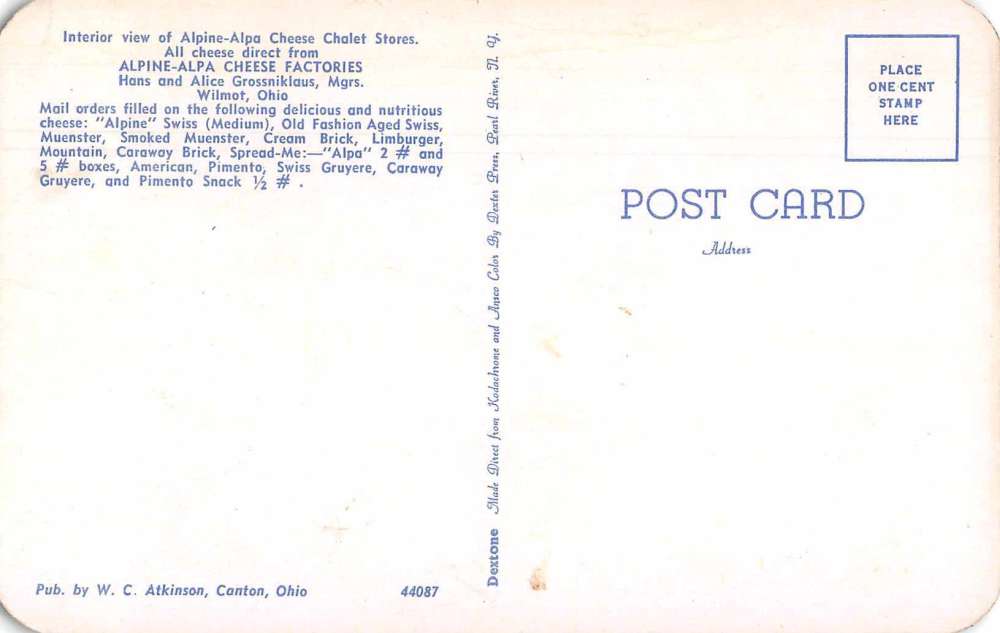 Interior view of Alpine-Alpa Cheese Chalet Stores.
All cheese direct from
ALPINE-ALPA CHEESE FACTORIES
Hans and Alice Grossniklaus, Mgrs.
Wilmot, Ohio
Mail orders filled on the following delicious and nutritious
cheese: "Alpine" Swiss (Medium), Old Fashion Aged Swiss,
Muenster, Smoked Muenster, Cream Brick, Limburger,
Mountain, Caraway Brick, Spread-Me:—"Alpa" 2 # and
5 # boxes, American, Pimento, Swiss Gruyere, Caraway
Gruyere, and Pimento Snack ½ # .
Pub. by W. C. Atkinson, Canton, Ohio 44087
Dextone Made Direct from Kodachrome and Ansco Color By Dexter Press, Pearl River, N. Y.
PLACE
ONE CENT
STAMP
HERE
POST CARD
Address